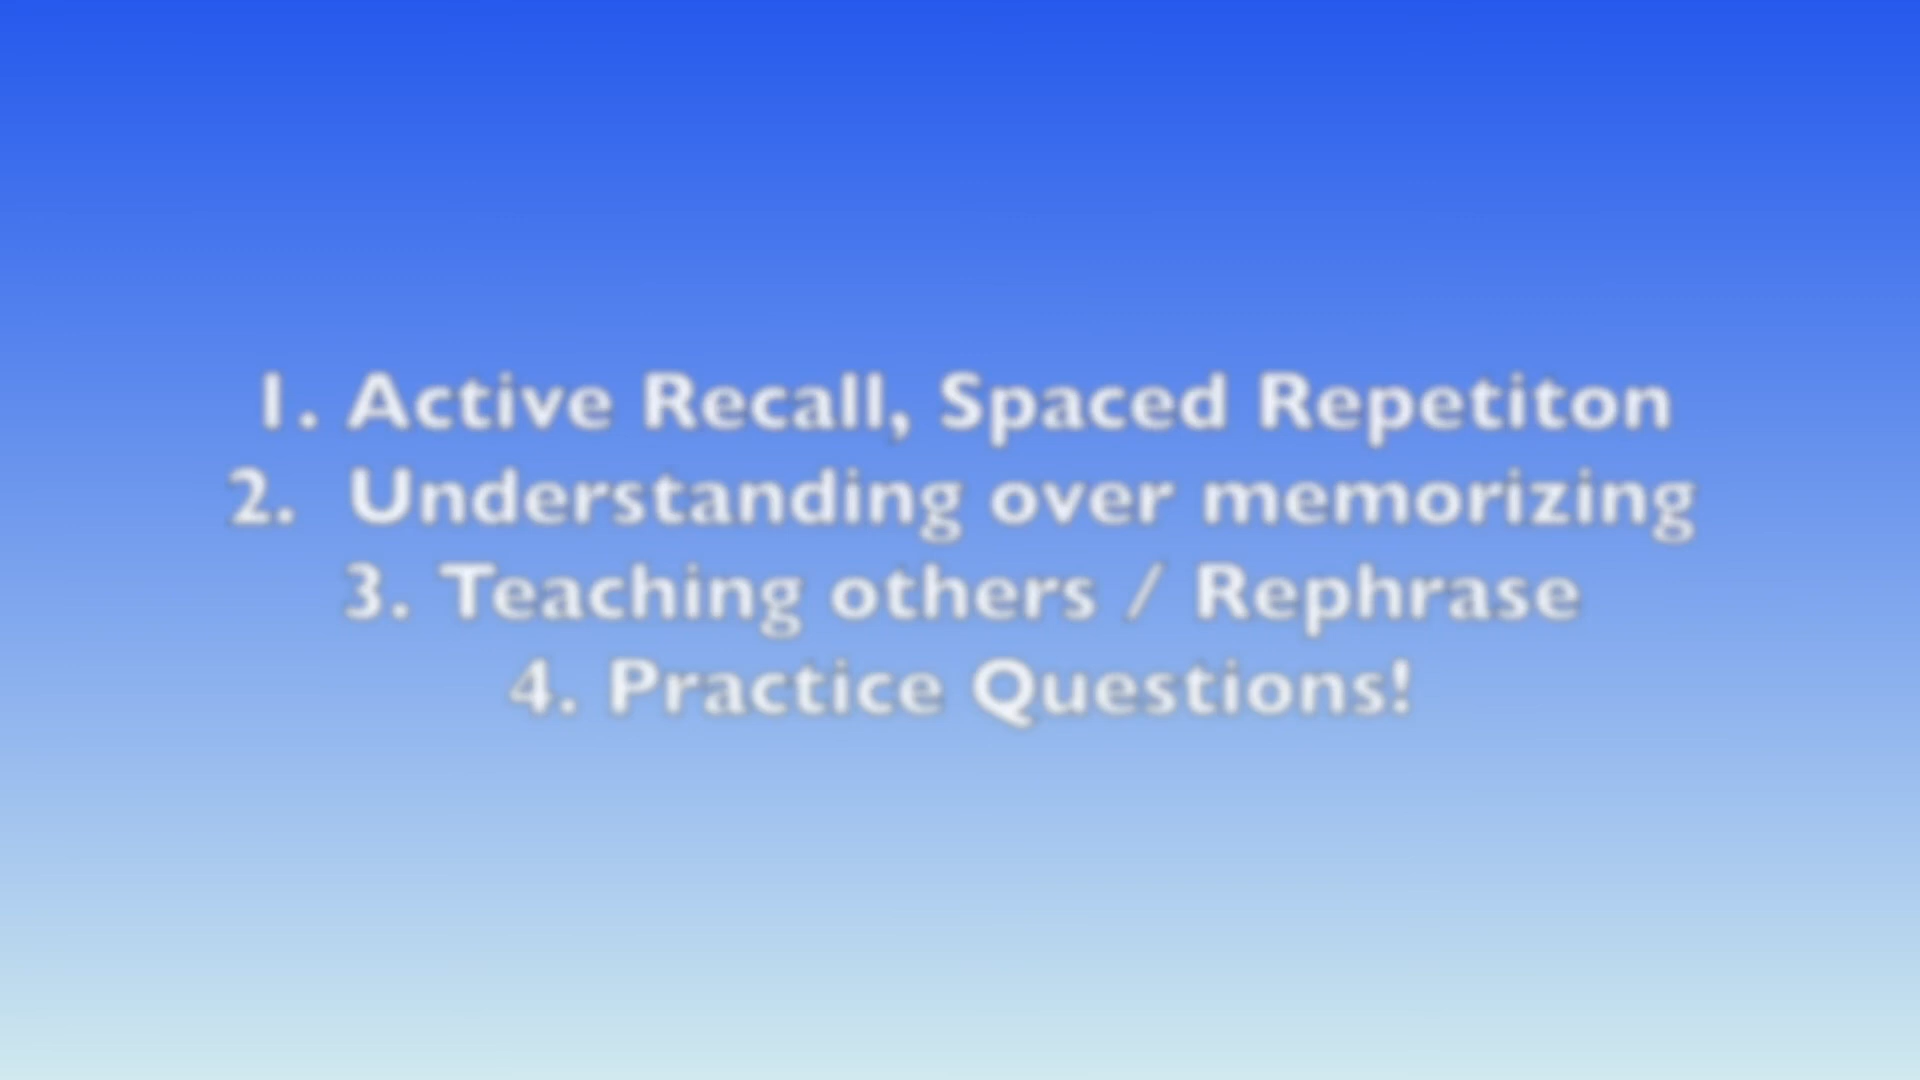 1. Active Recall, Spaced Repetiton
2. Understanding over memorizing
3. Teaching others / Rephrase
4. Practice Questions!